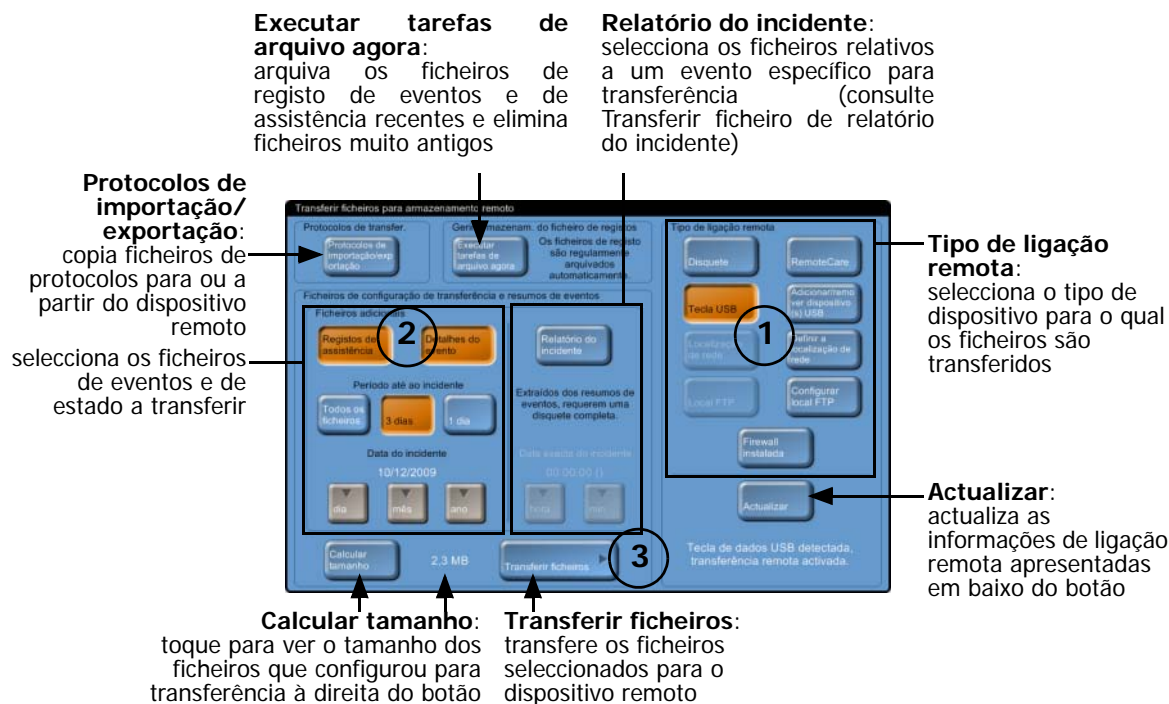 Executar tarefas de
arquivo agora:
arquiva os ficheiros de
registo de eventos e de
assistência recentes e elimina
ficheiros muito antigos
Relatório do incidente:
selecciona os ficheiros relativos
a um evento específico para
transferência (consulte
Transferir ficheiro de relatório
do incidente)
Protocolos de
importação/
exportação:
copia ficheiros de
protocolos para ou a
partir do dispositivo
remoto
selecciona os ficheiros
de eventos e de
estado a transferir
Transferir ficheiros para armazenamento remoto
Protocolos de transfer.
Protocolos de
importação/exp
ortação
Executar
tarefas de
arquivo agora
Os ficheiros de registo
são regularmente
arquivados
automaticamente.
Ficheiros de configuração de transferência e resumos de eventos
Ficheiros adicionais
Registos de
assistência
2
Detalhes do
evento
Período até ao incidente
Todos os
ficheiros
3 dias
1 dia
Data do incidente
10/12/2009
dia
mês
ano
Relatório do
incidente
Extraídos dos resumos de
eventos, requerem uma
disquete completa.
Data exacta do incidente
00:00:00 ()
hora
min.
Calcular
tamanho
2,3 MB
Transferir ficheiros
3
Tipo de ligação remota
Disquete
RemoteCare
Tecla USB
Adicionar/remo
ver dispositivo
(s) USB
1
Localização
de rede
Definir a
localização de
rede
Local FTP
Configurar
local FTP
Firewall
instalada
Actualizar
Tecla de dados USB detectada,
transferência remota activada.
Tipo de ligação
remota:
selecciona o tipo de
dispositivo para o qual
os ficheiros são
transferidos
Actualizar:
actualiza as
informações de ligação
remota apresentadas
em baixo do botão
Calcular tamanho:
toque para ver o tamanho dos
ficheiros que configurou para
transferência à direita do botão
Transferir ficheiros:
transfere os ficheiros
seleccionados para o
dispositivo remoto